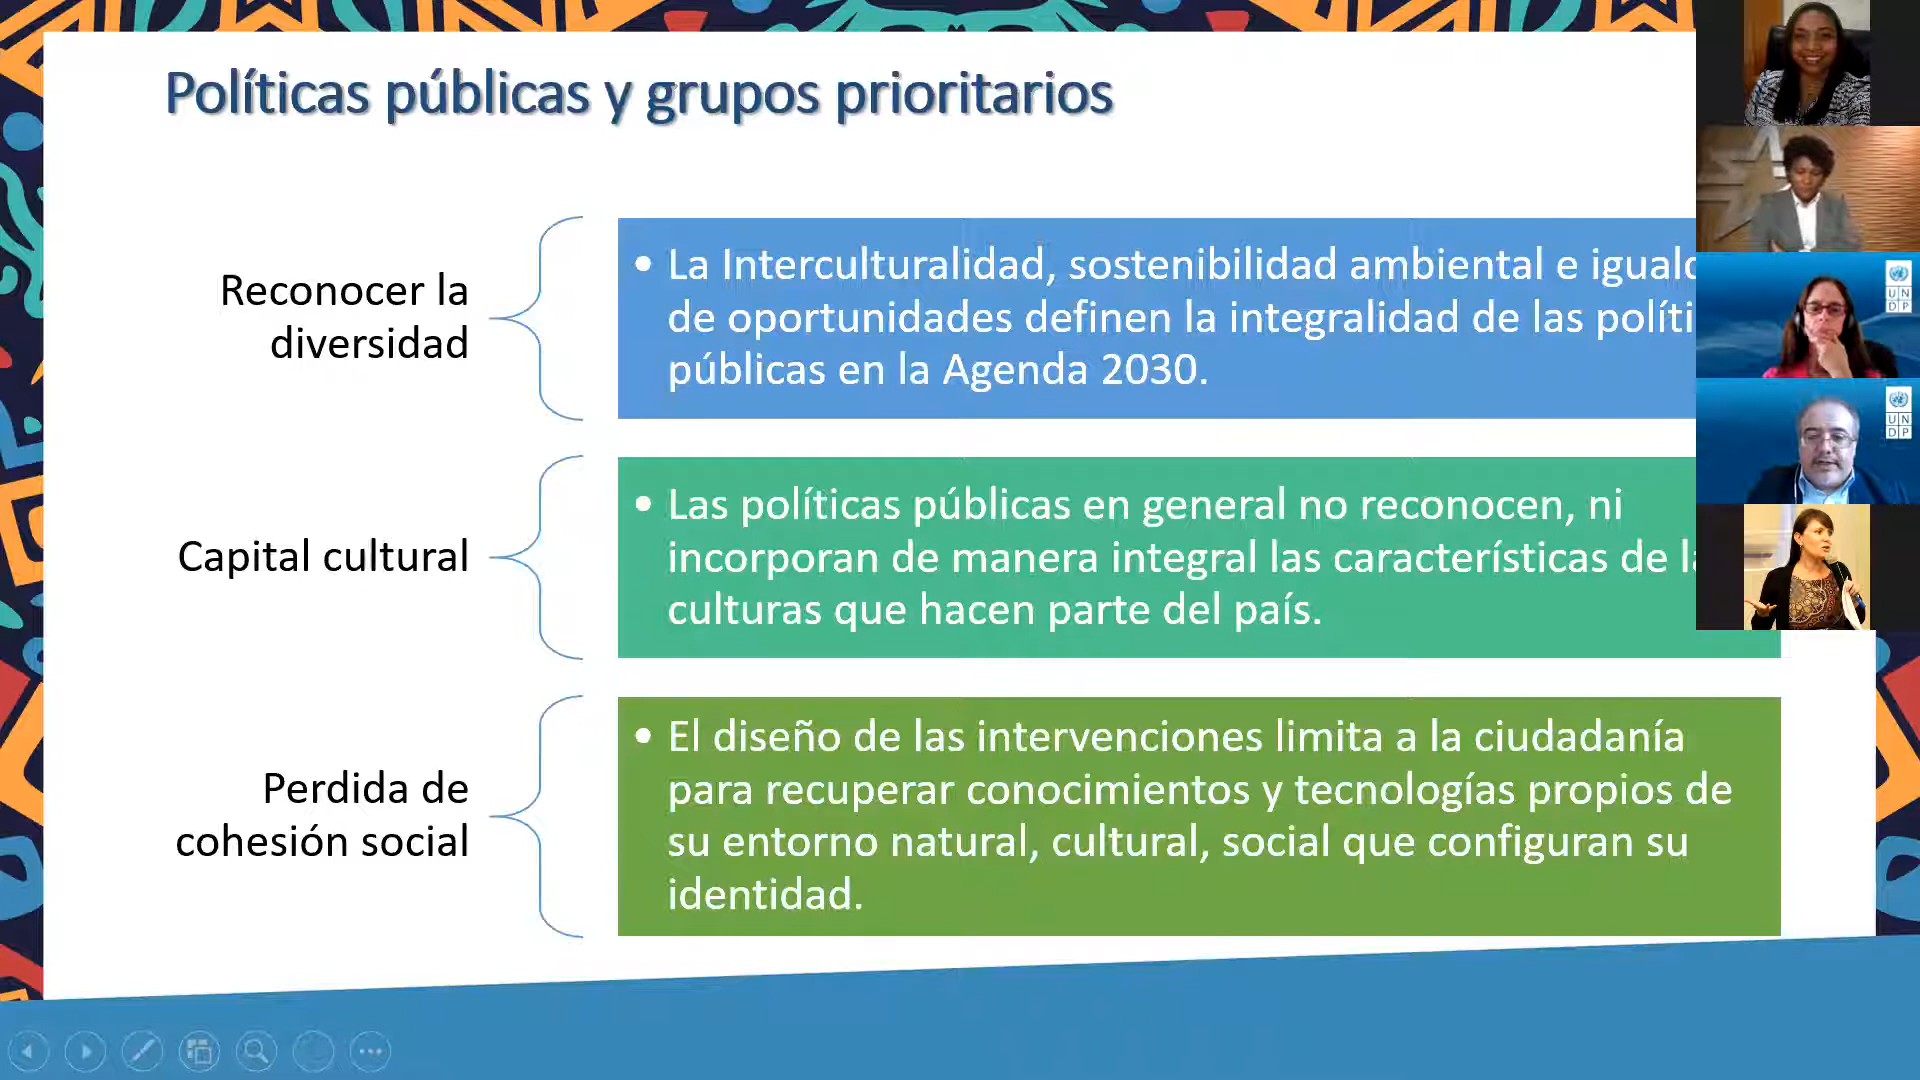 Políticas públicas y grupos prioritarios
Reconocer la
diversidad
• La Interculturalidad, sostenibilidad ambiental e
de oportunidades definen la integralidad de las
públicas en la Agenda 2030.
Capital cultural
• Las políticas públicas en general no reconocen, ni
incorporan de manera integral las características de
culturas que hacen parte del país.
Perdida de
cohesión social
• El diseño de las intervenciones limita a la ciudadanía
para recuperar conocimientos y tecnologías propios de
su entorno natural, cultural, social que configuran su
identidad.
U N
D P
U N
D P